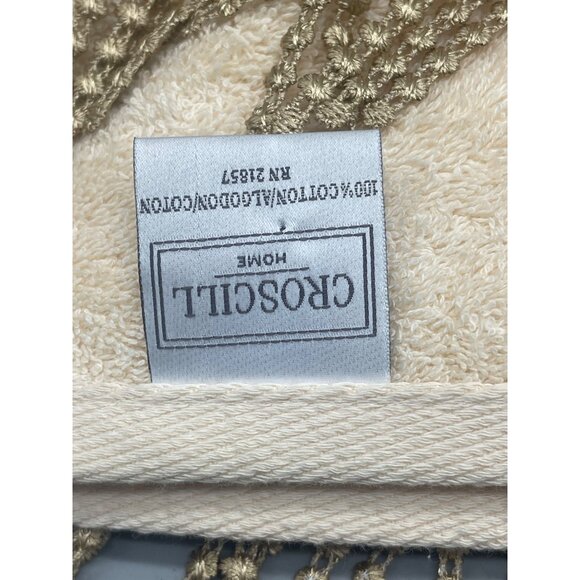 CROSCILL
HOME
100% COTTON/ALGODON/COTON
RN 21857